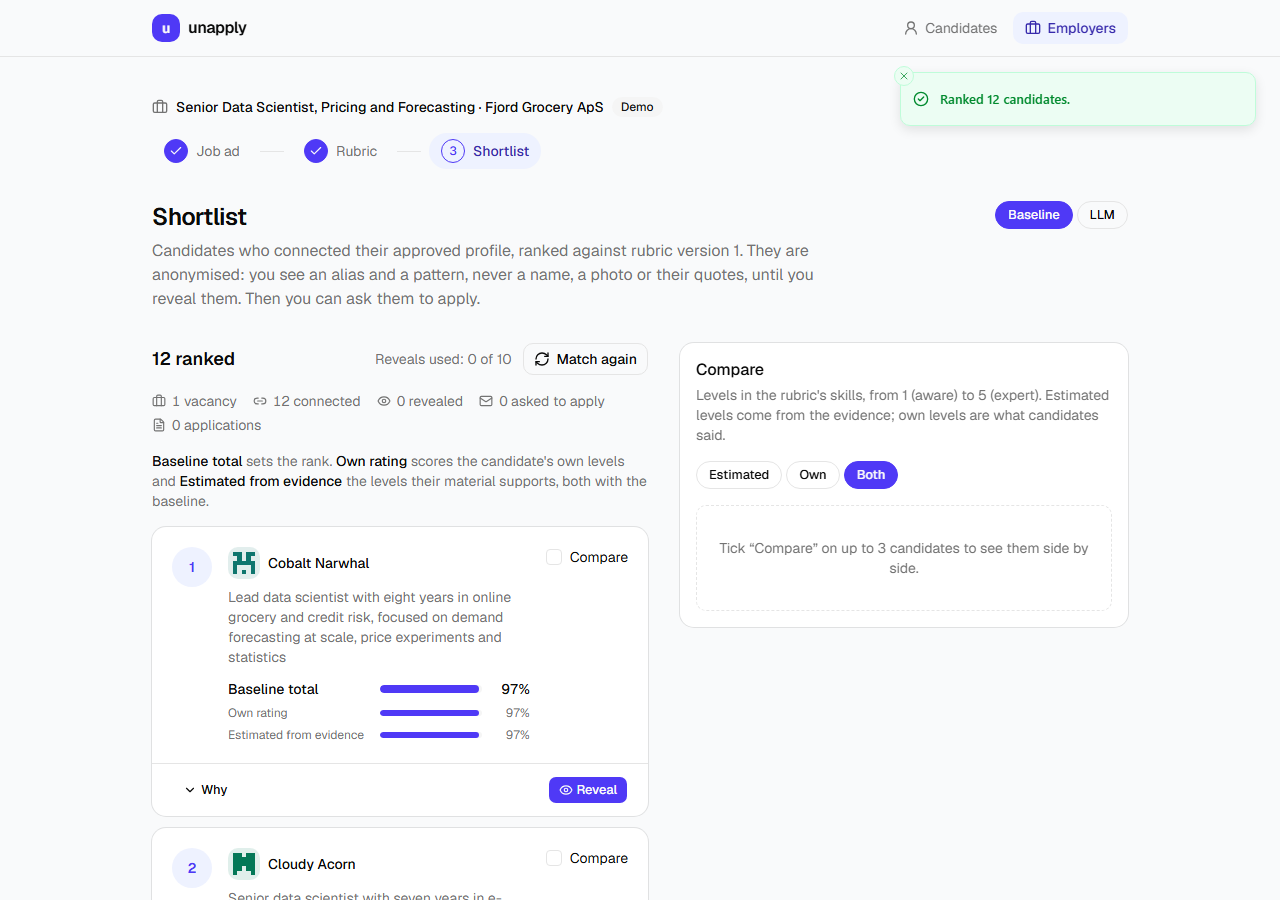 u unapply
Candidates
Employers
Ranked 12 candidates.
Senior Data Scientist, Pricing and Forecasting · Fjord Grocery ApS Demo
Job ad
Rubric
3 Shortlist
Shortlist
Baseline LLM
Candidates who connected their approved profile, ranked against rubric version 1. They are
anonymised: you see an alias and a pattern, never a name, a photo or their quotes, until you
reveal them. Then you can ask them to apply.
12 ranked
Reveals used: 0 of 10
Match again
1 vacancy 12 connected 0 revealed 0 asked to apply
0 applications
Baseline total sets the rank. Own rating scores the candidate's own levels
and Estimated from evidence the levels their material supports, both with the
baseline.
1 Cobalt Narwhal Compare
Lead data scientist with eight years in online
grocery and credit risk, focused on demand
forecasting at scale, price experiments and
statistics
Baseline total 97%
Own rating 97%
Estimated from evidence 97%
Why Reveal
2 Cloudy Acorn Compare
Senior data scientist with seven years in e-
Compare
Levels in the rubric's skills, from 1 (aware) to 5 (expert). Estimated
levels come from the evidence; own levels are what candidates
said.
Estimated Own Both
Tick “Compare” on up to 3 candidates to see them side by
side.